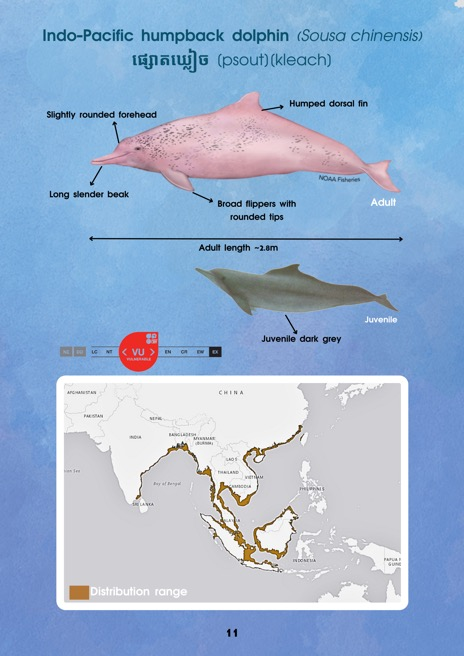 Indo-Pacific humpback dolphin (Sousa chinensis)
ផ្សោតឃ្លៀច (psout)(kleach)
Humped dorsal fin
Slightly rounded forehead
NOAA Fisheries
Long slender beak
Broad flippers with
rounded tips
Adult
Adult length ~2.8m
Juvenile
Juvenile dark grey
LC NT < VU > EN CR EW EX
VULNERABLE
AFGHANISTAN
CHINA
PAKISTAN
NEPAL
INDIA
BANGLADESH
MYANMAR
(BURMA)
LAOS
THAILAND
VIETNAM
Bay of Bengal
CAMBODIA
PHILIPPINES
SRI LANKA
MALAYSIA
INDONESIA
PAPUA
GUINE
Distribution range
11